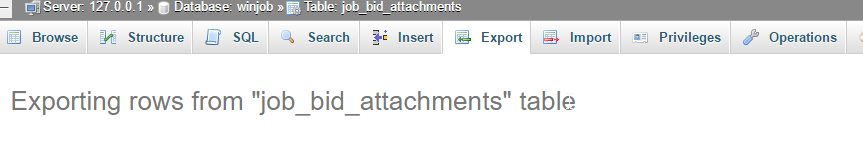 Server: 127.0.0.1 » Database: winjob » Table: job_bid_attachments
Browse Structure SQL Search Insert Export Import Privileges Operations
Exporting rows from "job_bid_attachments" table